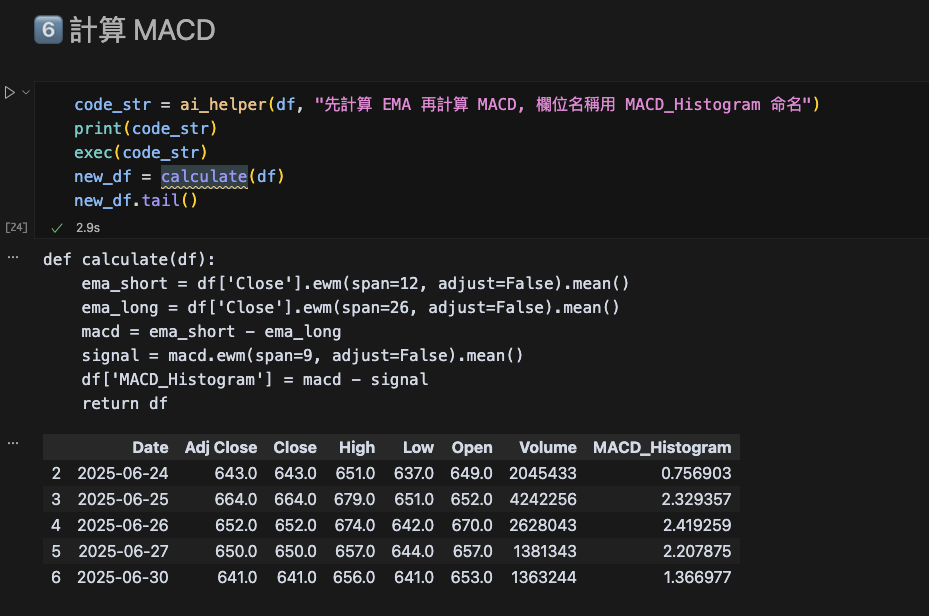 6 計算 MACD
code_str = ai_helper(df, "先計算 EMA 再計算 MACD, 欄位名稱用 MACD_Histogram 命名")
print(code_str)
exec(code_str)
new_df = calculate(df)
new_df.tail()
[24] ✓ 2.9s
... def calculate(df):
    ema_short = df['Close'].ewm(span=12, adjust=False).mean()
    ema_long = df['Close'].ewm(span=26, adjust=False).mean()
    macd = ema_short - ema_long
    signal = macd.ewm(span=9, adjust=False).mean()
    df['MACD_Histogram'] = macd - signal
    return df
... Date Adj Close Close High Low Open Volume MACD_Histogram
2 2025-06-24 643.0 643.0 651.0 637.0 649.0 2045433 0.756903
3 2025-06-25 664.0 664.0 679.0 651.0 652.0 4242256 2.329357
4 2025-06-26 652.0 652.0 674.0 642.0 670.0 2628043 2.419259
5 2025-06-27 650.0 650.0 657.0 644.0 657.0 1381343 2.207875
6 2025-06-30 641.0 641.0 656.0 641.0 653.0 1363244 1.366977